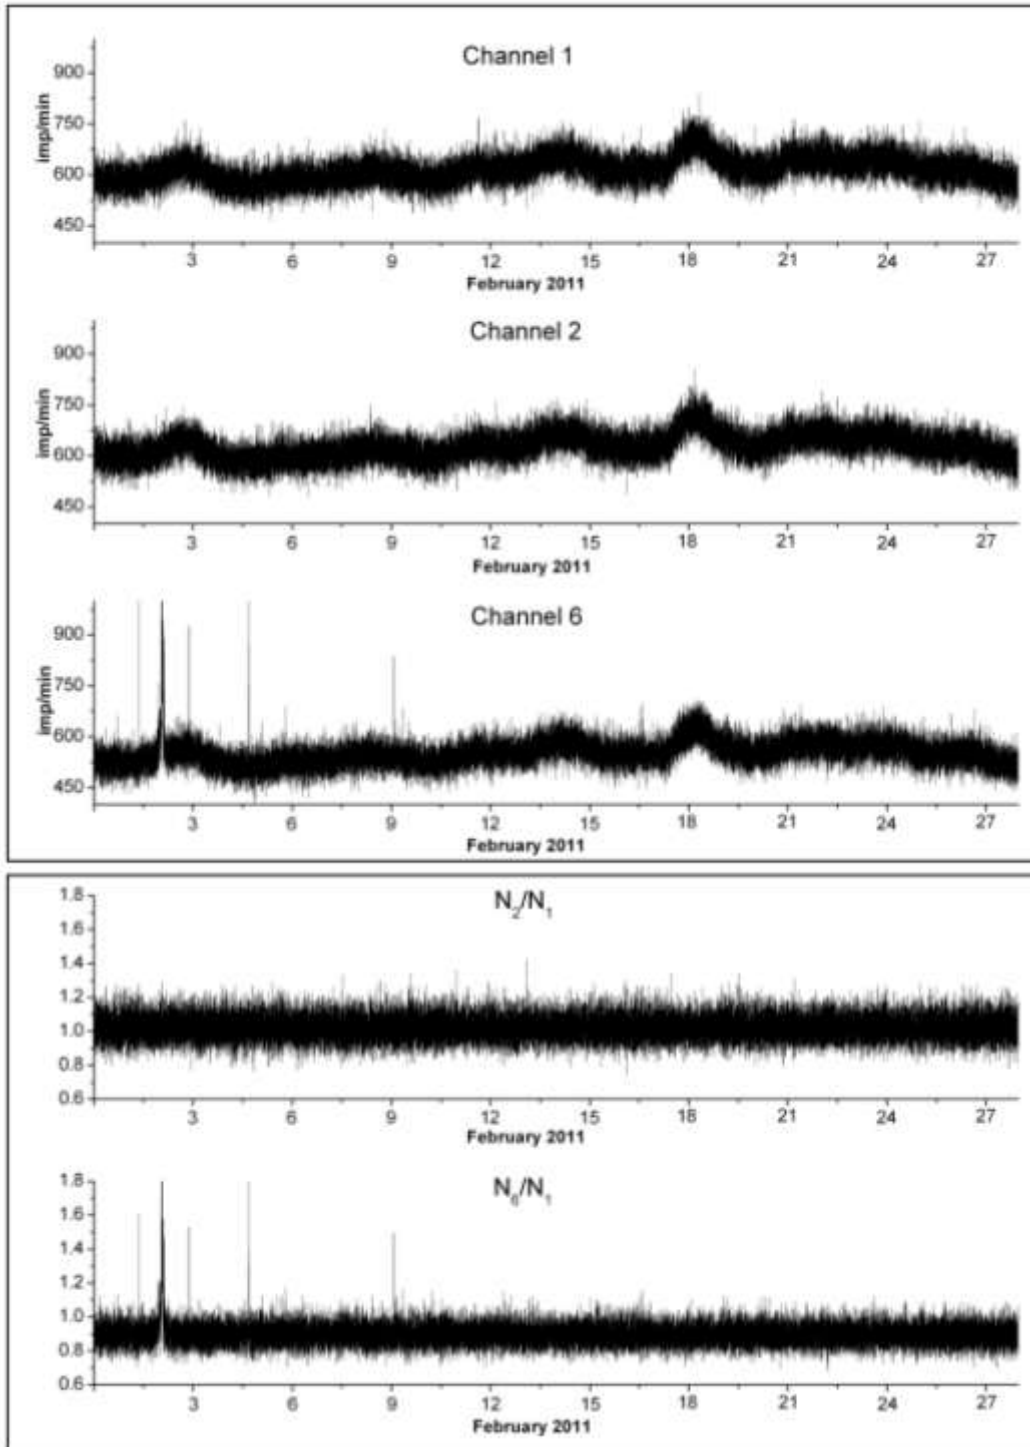 Channel 1
900
750
600
450
imp/min
3 6 9 12 15 18 21 24 27
February 2011
Channel 2
900
750
600
450
imp/min
3 6 9 12 15 18 21 24 27
February 2011
Channel 6
900
750
600
450
imp/min
3 6 9 12 15 18 21 24 27
February 2011
N₂/N₁
1.8
1.6
1.4
1.2
1.0
0.8
0.6
3 6 9 12 15 18 21 24 27
February 2011
N₆/N₁
1.8
1.6
1.4
1.2
1.0
0.8
0.6
3 6 9 12 15 18 21 24 27
February 2011